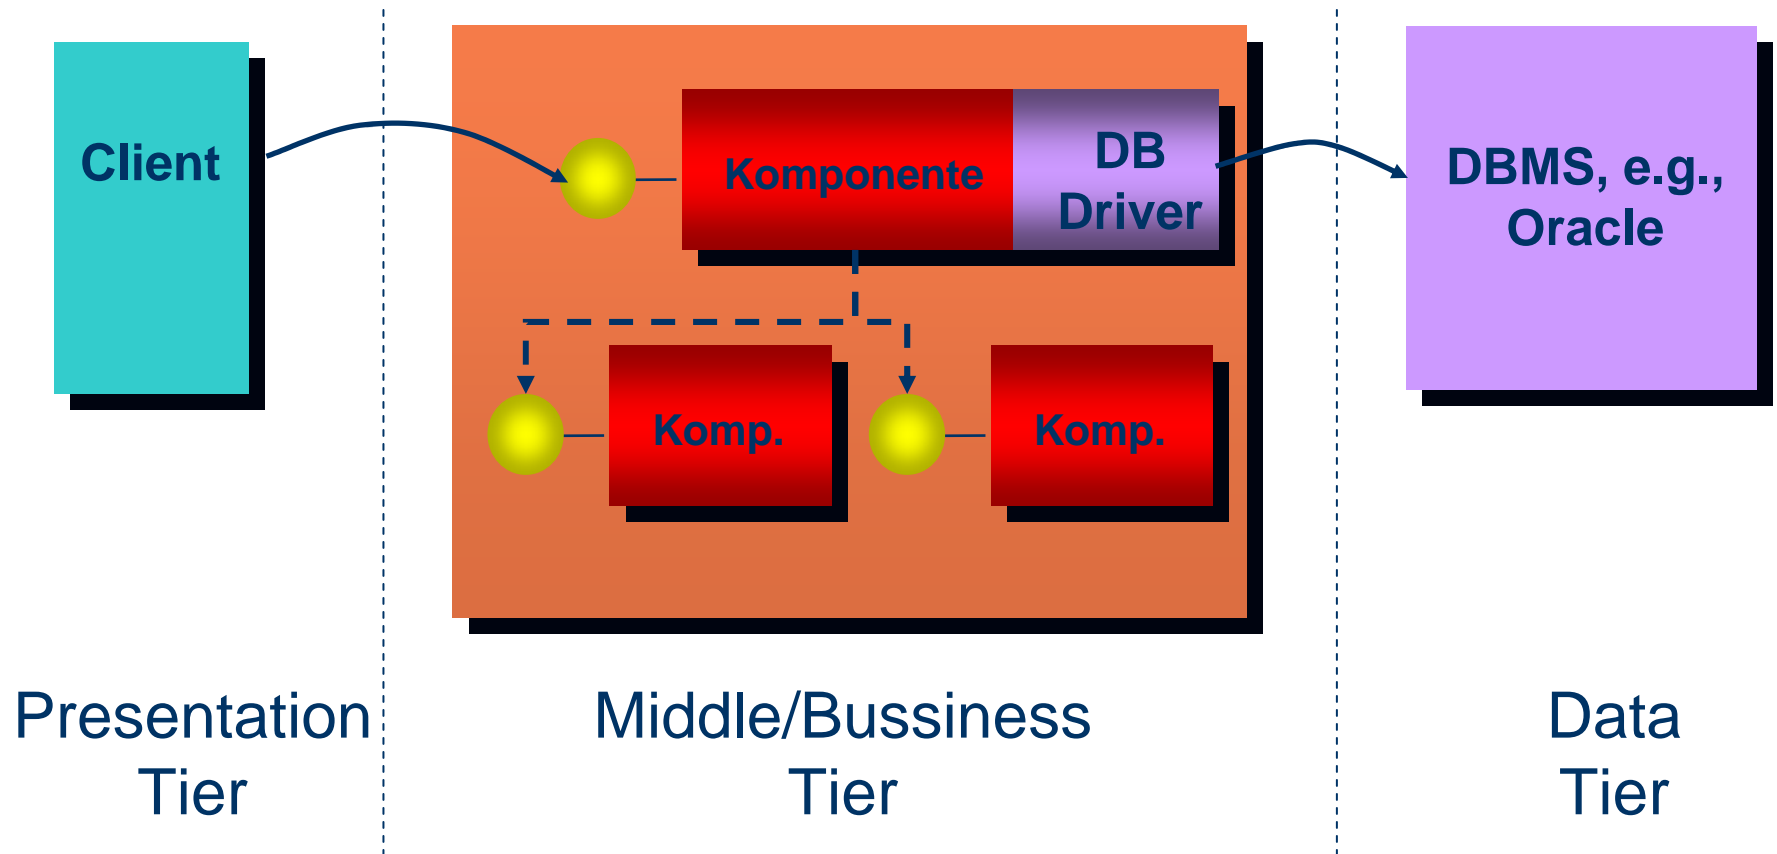 Client
Komponente
DB
Driver
DBMS, e.g.,
Oracle
Komp.
Komp.
Presentation
Tier
Middle/Bussiness
Tier
Data
Tier